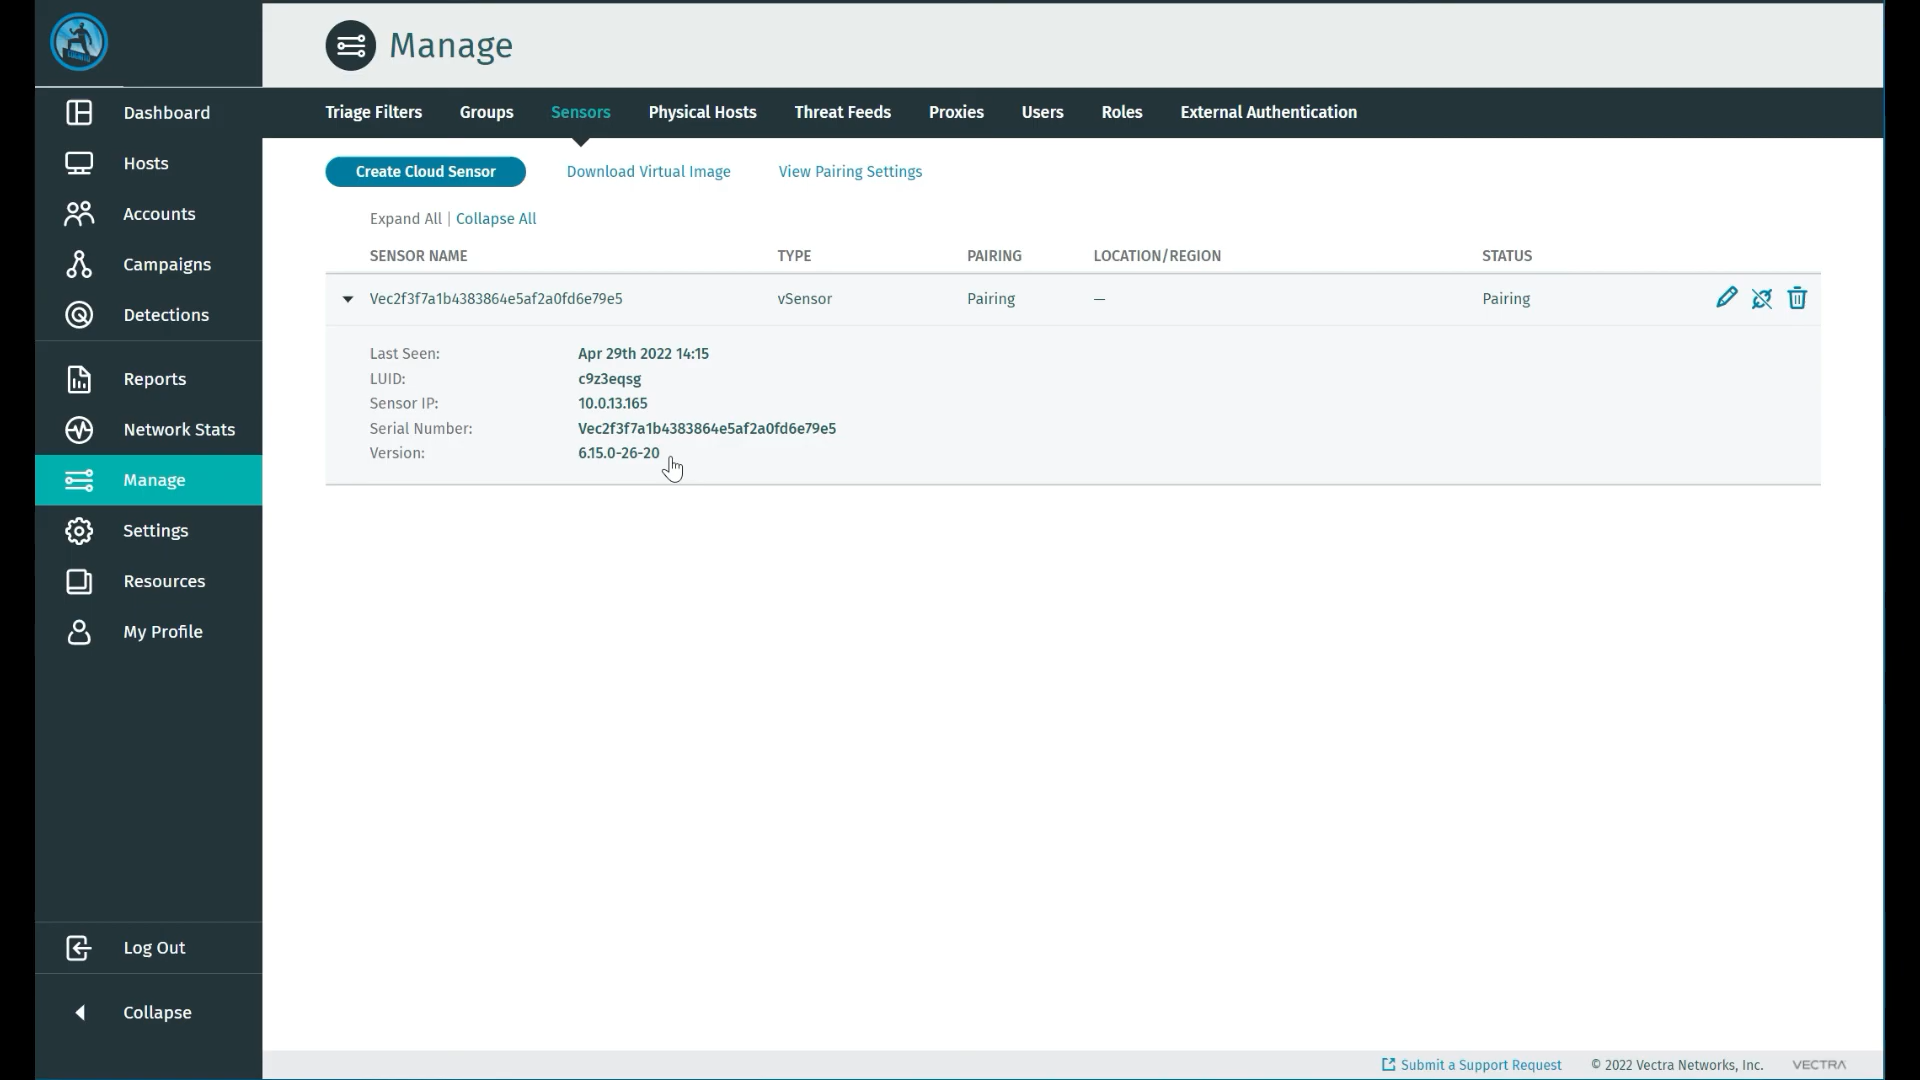 Manage
Dashboard
Hosts
Accounts
Campaigns
Detections
Reports
Network Stats
Manage
Settings
Resources
My Profile
Log Out
Collapse
Triage Filters Groups Sensors Physical Hosts Threat Feeds Proxies Users Roles External Authentication
Create Cloud Sensor Download Virtual Image View Pairing Settings
Expand All | Collapse All
SENSOR NAME TYPE PAIRING LOCATION/REGION STATUS
Vec2f3f7a1b4383864e5af2a0fd6e79e5 vSensor Pairing — Pairing
Last Seen: Apr 29th 2022 14:15
LUID: c9z3eqsg
Sensor IP: 10.0.13.165
Serial Number: Vec2f3f7a1b4383864e5af2a0fd6e79e5
Version: 6.15.0-26-20
Submit a Support Request © 2022 Vectra Networks, Inc. VECTRA